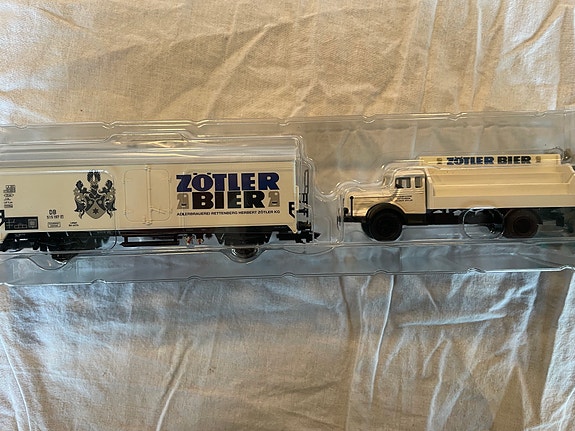 ZÖTLER
BIER
ADLERBRAUEREI RETTENBERG HERBERT ZÖTLER KG
DB
ZÖTLER BIER